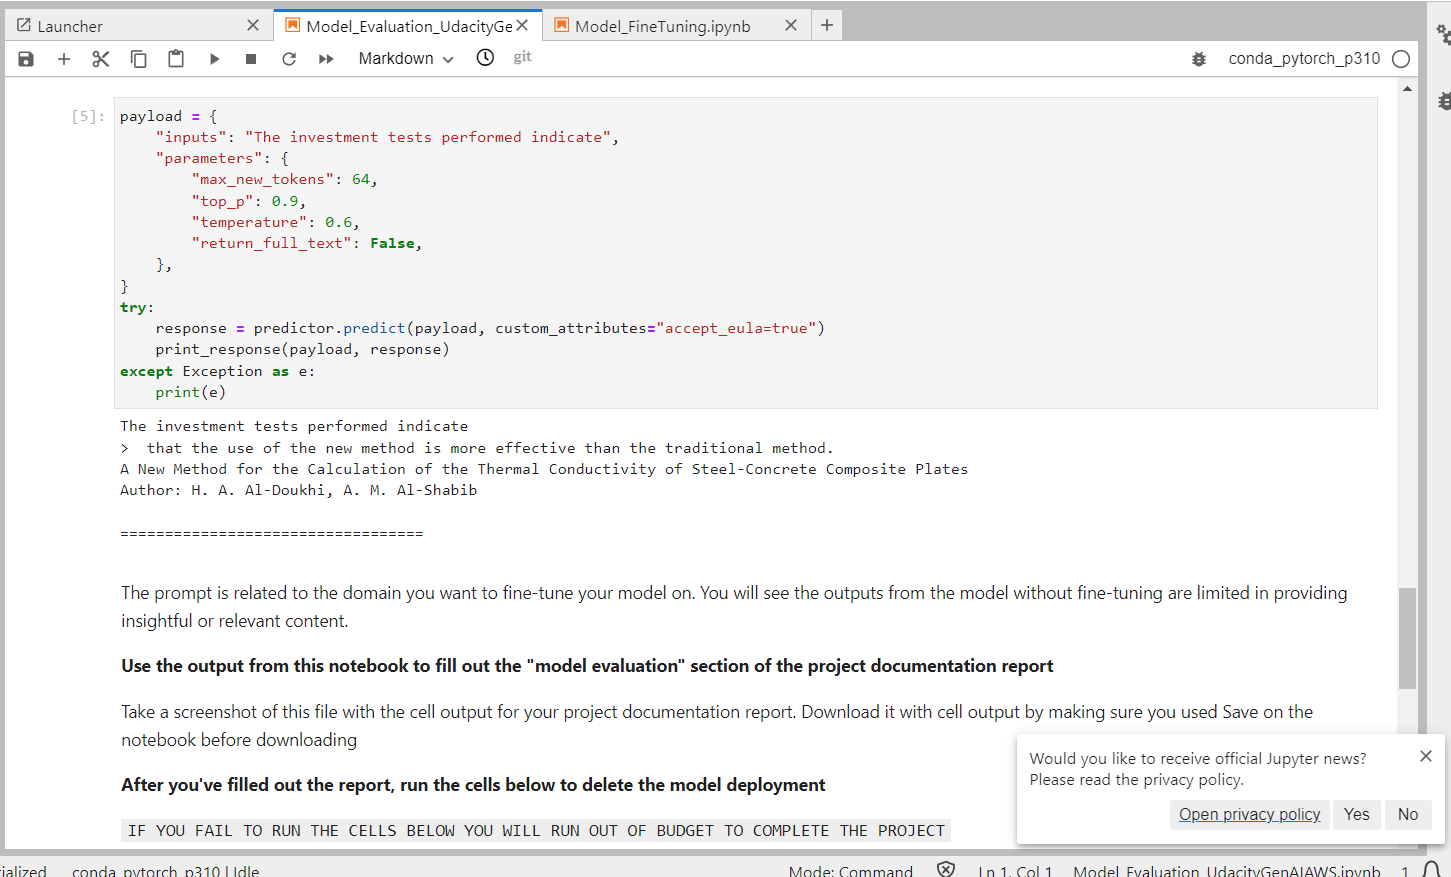 Launcher
Model_Evaluation_UdacityGe
Model_FineTuning.ipynb
Markdown
git
conda_pytorch_p310
[5]:
payload = {
    "inputs": "The investment tests performed indicate",
    "parameters": {
        "max_new_tokens": 64,
        "top_p": 0.9,
        "temperature": 0.6,
        "return_full_text": False,
    },
}
try:
    response = predictor.predict(payload, custom_attributes="accept_eula=true")
    print_response(payload, response)
except Exception as e:
    print(e)
The investment tests performed indicate
>  that the use of the new method is more effective than the traditional method.
A New Method for the Calculation of the Thermal Conductivity of Steel-Concrete Composite Plates
Author: H. A. Al-Doukhi, A. M. Al-Shabib
==================================
The prompt is related to the domain you want to fine-tune your model on. You will see the outputs from the model without fine-tuning are limited in providing
insightful or relevant content.
Use the output from this notebook to fill out the "model evaluation" section of the project documentation report
Take a screenshot of this file with the cell output for your project documentation report. Download it with cell output by making sure you used Save on the
notebook before downloading
After you've filled out the report, run the cells below to delete the model deployment
IF YOU FAIL TO RUN THE CELLS BELOW YOU WILL RUN OUT OF BUDGET TO COMPLETE THE PROJECT
Would you like to receive official Jupyter news?
Please read the privacy policy.
Open privacy policy
Yes
No
ialized
conda_pytorch_p310 | Idle
Mode: Command
Ln 1, Col 1
Model_Evaluation_UdacityGenAIAWS.ipynb
1